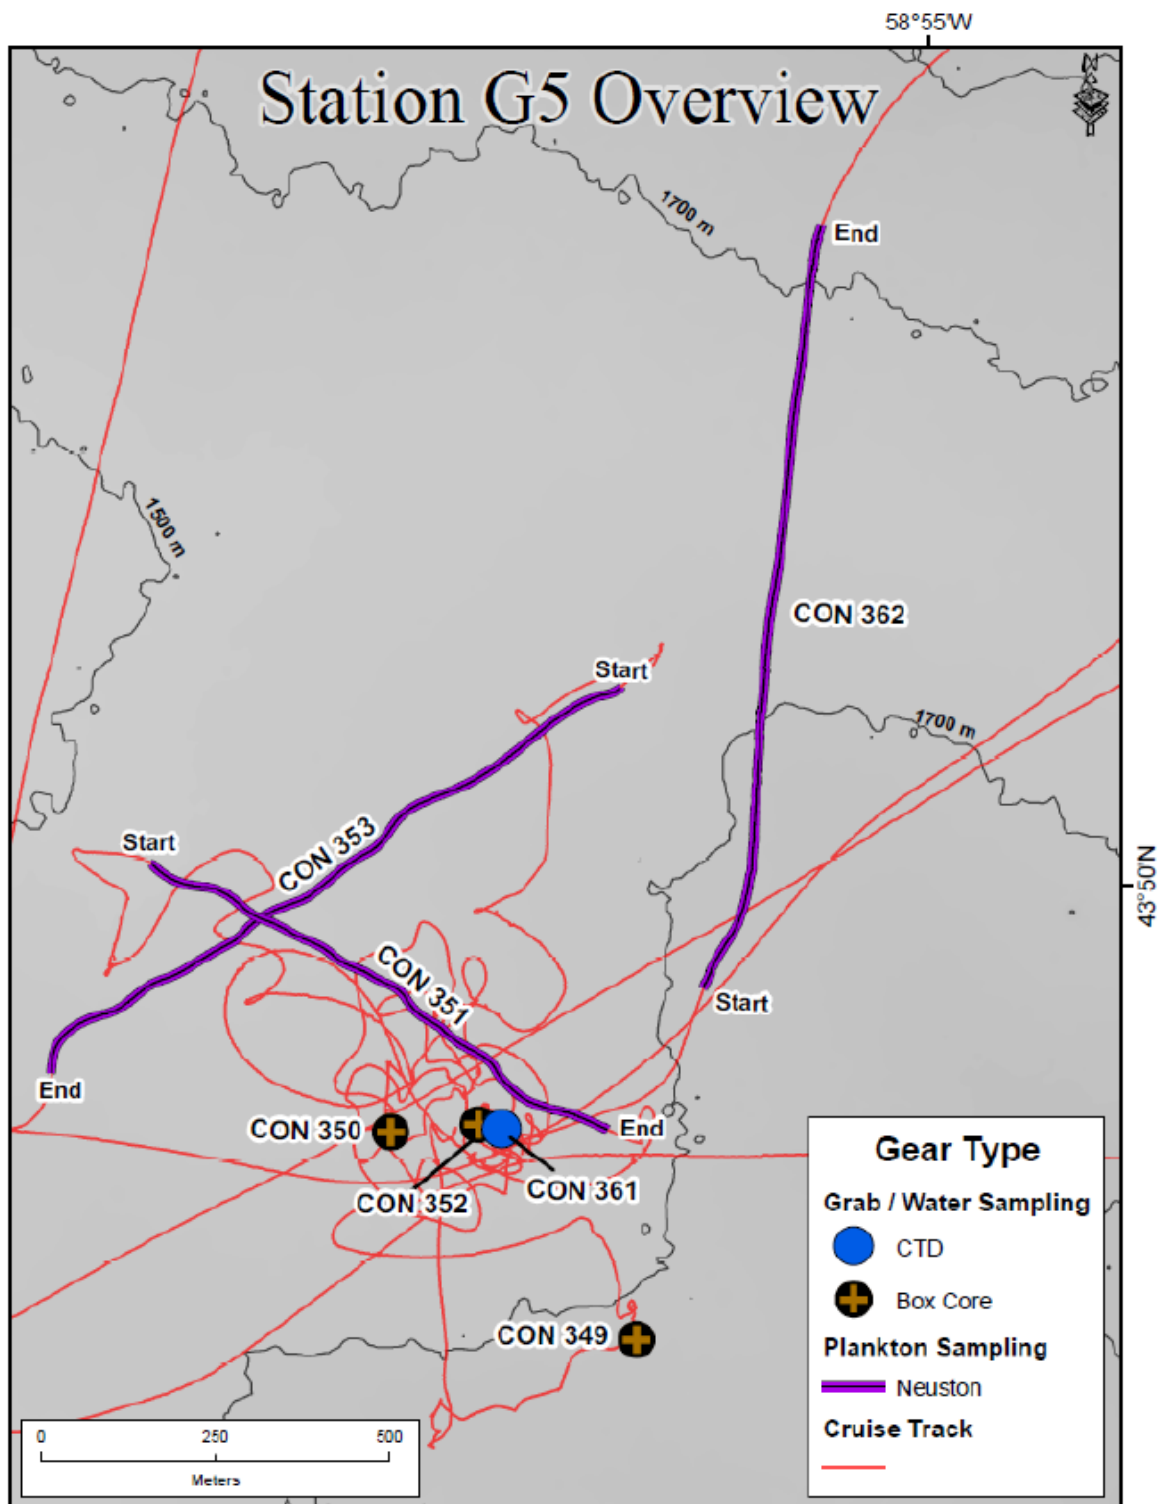 58°55'W
Station G5 Overview
N
1700 m
End
1500 m
CON 362
Start
1700 m
CON 353
Start
43°50'N
CON 351
Start
End
CON 350
End
CON 361
CON 352
CON 349
Gear Type
Grab / Water Sampling
CTD
Box Core
Plankton Sampling
Neuston
Cruise Track
0 250 500
Meters